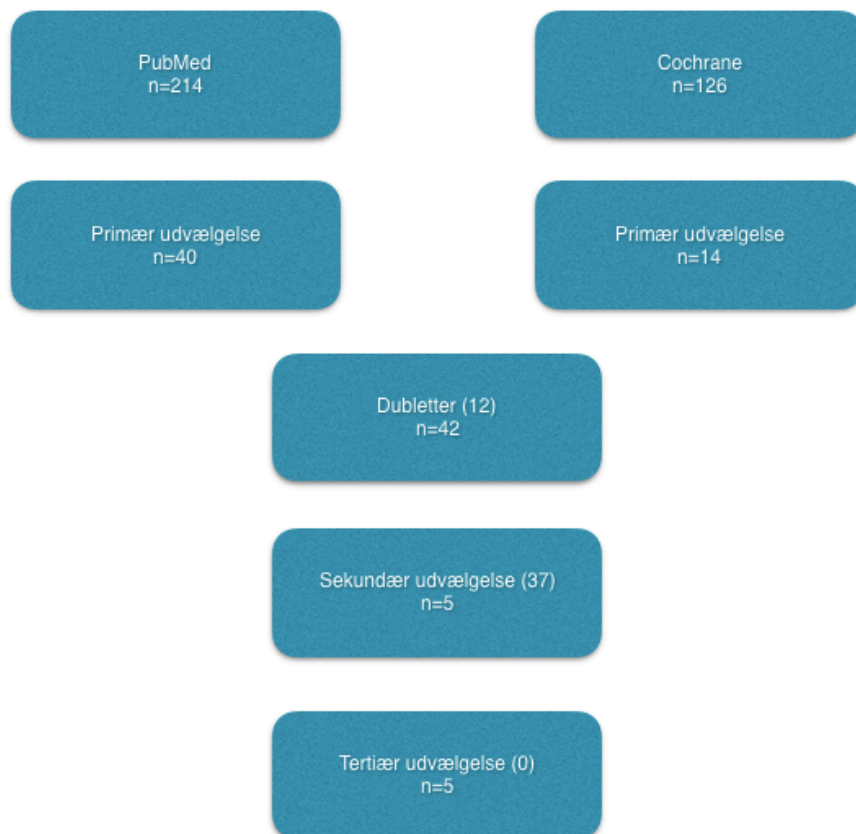 PubMed
n=214
Cochrane
n=126
Primær udvælgelse
n=40
Primær udvælgelse
n=14
Dubletter (12)
n=42
Sekundær udvælgelse (37)
n=5
Tertiær udvælgelse (0)
n=5